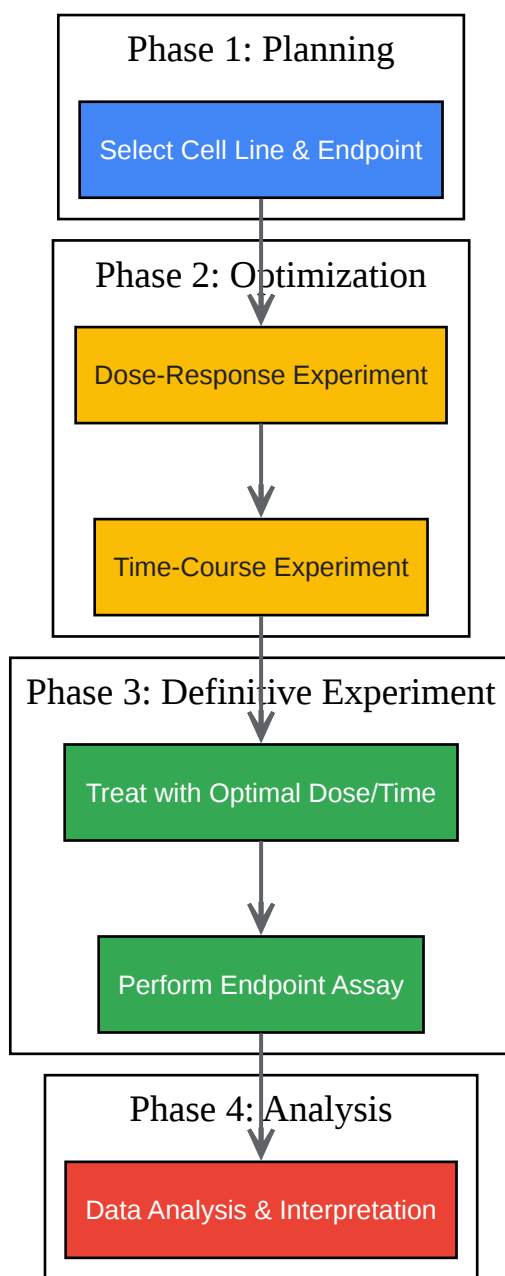 Phase 1: Planning
Select Cell Line & Endpoint
Phase 2: Optimization
Dose-Response Experiment
Time-Course Experiment
Phase 3: Definitive Experiment
Treat with Optimal Dose/Time
Perform Endpoint Assay
Phase 4: Analysis
Data Analysis & Interpretation